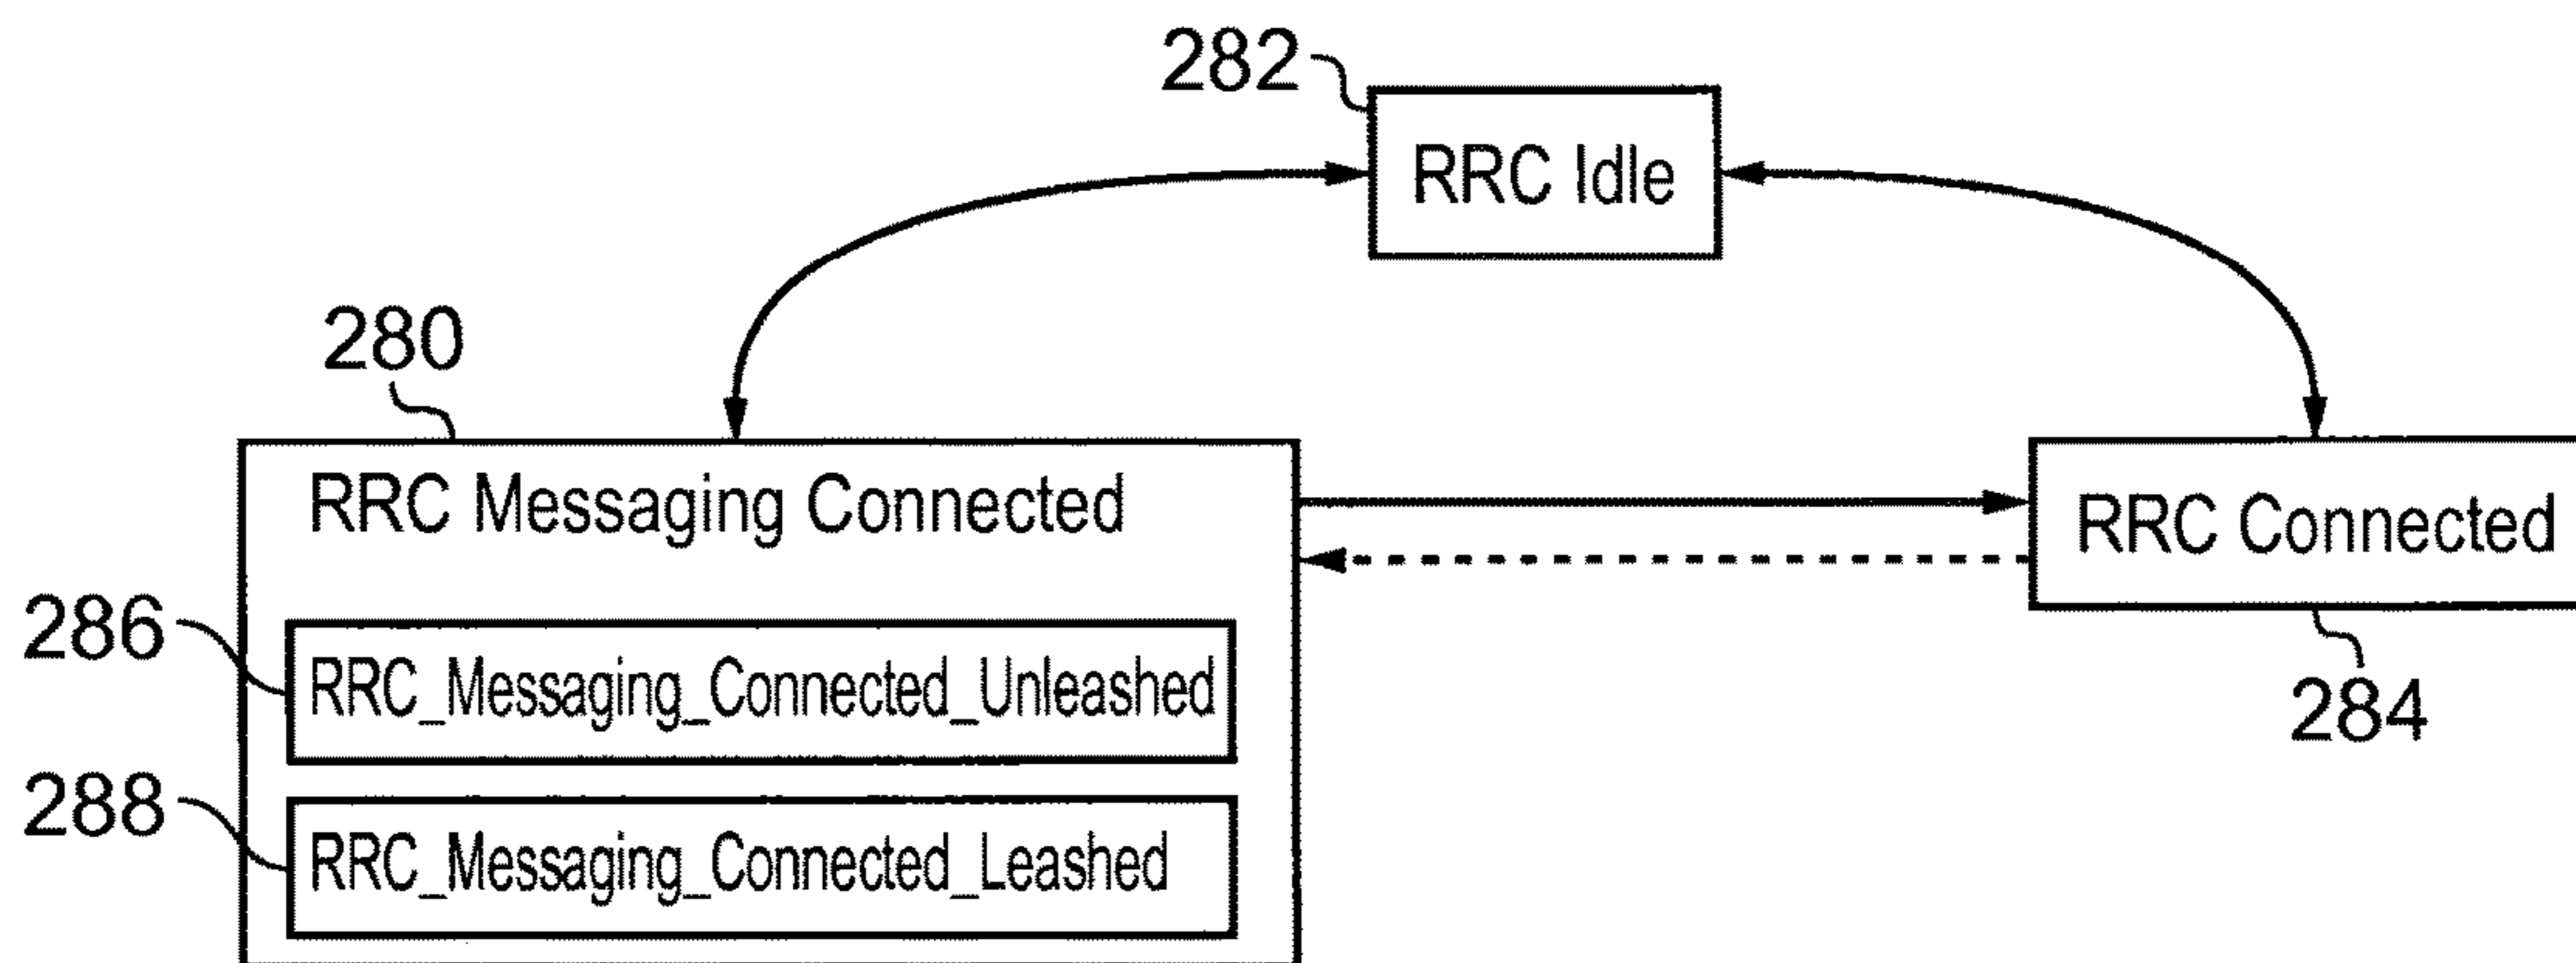 282
RRC Idle
280
RRC Messaging Connected
RRC Connected
286
RRC_Messaging_Connected_Unleashed
284
288
RRC_Messaging_Connected_Leashed